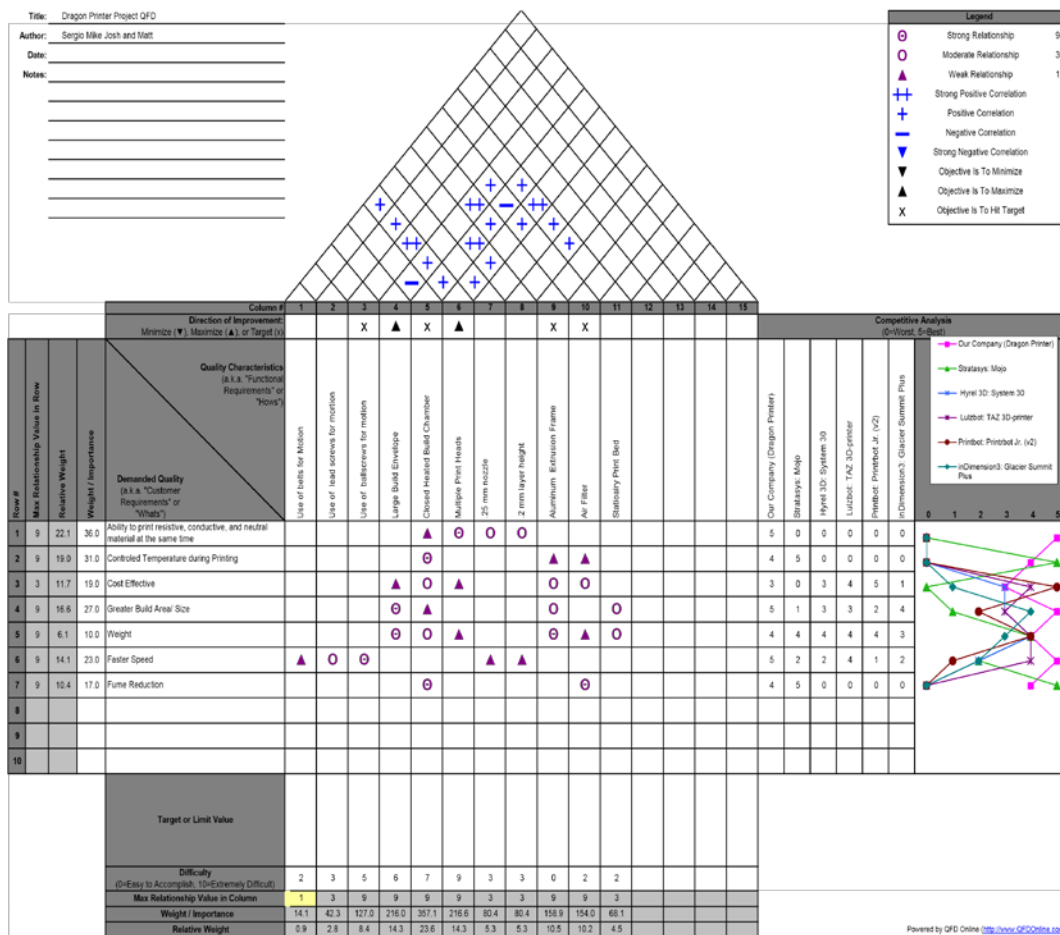 Title: Dragon Printer Project QFD
Author: Sergio Mike Josh and Matt
Date:
Notes:
Legend
Strong Relationship 9
Moderate Relationship 3
Weak Relationship 1
Strong Positive Correlation
Positive Correlation
Negative Correlation
Strong Negative Correlation
Objective Is To Minimize
Objective Is To Maximize
X Objective Is To Hit Target
Column # 1 2 3 4 5 6 7 8 9 10 11 12 13 14 15
Direction of Improvement:
Minimize (▼), Maximize (▲), or Target (x)
X ▲ X ▲ X X
Competitive Analysis
(0=Worst, 5=Best)
Row #
Max Relationship Value in Row
Relative Weight
Weight / Importance
Quality Characteristics
(a.k.a. "Functional
Requirements" or
"Hows")
Demanded Quality
(a.k.a. "Customer
Requirements" or
"Whats")
Use of belts for Motion
Use of lead screws for mortion
Use of ballscrews for motion
Large Build Envelope
Closed Heated Build Chamber
Multiple Print Heads
.25 mm nozzle
.2 mm layer height
Aluminum Extrusion Frame
Air Filter
Statioalry Print Bed
Our Company (Dragon Printer)
Stratasys: Mojo
Hyrel 3D: System 30
Lulzbot: TAZ 3D-printer
Printbot: Printrbot Jr. (v2)
inDimension3: Glacier Summit Plus
Our Company (Dragon Printer)
Stratasys: Mojo
Hyrel 3D: System 30
Lulzbot: TAZ 3D-printer
Printbot: Printrbot Jr. (v2)
inDimension3: Glacier Summit
Plus
0 1 2 3 4 5
1 9 22.1 36.0 Ability to print resistive, conductive, and neutral
material at the same time
5 0 0 0 0 0
2 9 19.0 31.0 Controled Temperature during Printing 4 5 0 0 0 0
3 3 11.7 19.0 Cost Effective 3 0 3 4 5 1
4 9 16.6 27.0 Greater Build Area/ Size 5 1 3 3 2 4
5 9 6.1 10.0 Weight 4 4 4 4 4 3
6 9 14.1 23.0 Faster Speed 5 2 2 4 1 2
7 9 10.4 17.0 Fume Reduction 4 5 0 0 0 0
8
9
10
Target or Limit Value
Difficulty
(0=Easy to Accomplish, 10=Extremely Difficult)
2 3 5 6 7 9 3 3 0 2 2
Max Relationship Value in Column 1 3 9 9 9 9 3 3 9 9 3
Weight / Importance 14.1 42.3 127.0 216.0 357.1 216.6 80.4 80.4 158.9 154.0 68.1
Relative Weight 0.9 2.8 8.4 14.3 23.6 14.3 5.3 5.3 10.5 10.2 4.5
Powered by QFD Online (http://www.QFDOnline.co